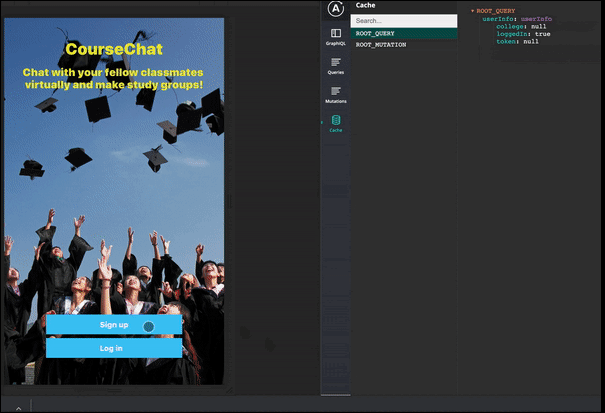 CourseChat
Chat with your fellow classmates
virtually and make study groups!
Sign up
Log in
A
GraphiQL
Queries
Mutations
Cache
Cache
Search...
ROOT_QUERY
ROOT_MUTATION
▾ ROOT_QUERY
userInfo: userInfo
college: null
loggedIn: true
token: null